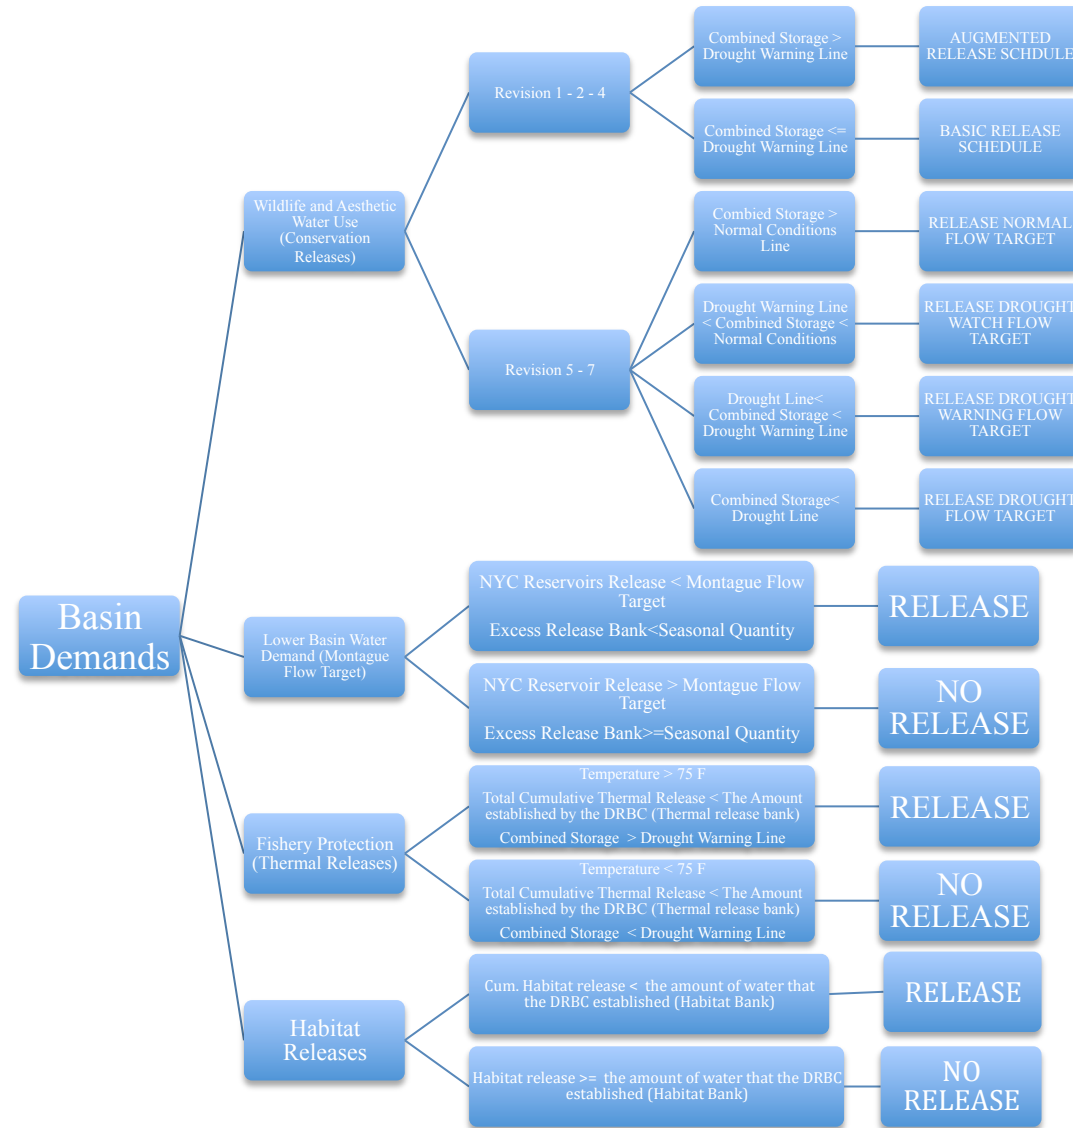 Basin
Demands
Wildlife and Aesthetic
Water Use
(Conservation
Releases)
Revision 1 - 2 - 4
Combined Storage >
Drought Warning Line
AUGMENTED
RELEASE SCHDULE
Combined Storage <=
Drought Warning Line
BASIC RELEASE
SCHEDULE
Revision 5 - 7
Combied Storage >
Normal Conditions
Line
RELEASE NORMAL
FLOW TARGET
Drought Warning Line
< Combined Storage <
Normal Conditions
RELEASE DROUGHT
WATCH FLOW
TARGET
Drought Line<
Combined Storage <
Drought Warning Line
RELEASE DROUGHT
WARNING FLOW
TARGET
Combined Storage<
Drought Line
RELEASE DROUGHT
FLOW TARGET
Lower Basin Water
Demand (Montague
Flow Target)
NYC Reservoirs Release < Montague Flow
Target
Excess Release Bank<Seasonal Quantity
RELEASE
NYC Reservoir Release > Montague Flow
Target
Excess Release Bank>=Seasonal Quantity
NO
RELEASE
Fishery Protection
(Thermal Releases)
Temperature > 75 F
Total Cumulative Thermal Release < The Amount
established by the DRBC (Thermal release bank)
Combined Storage > Drought Warning Line
RELEASE
Temperature < 75 F
Total Cumulative Thermal Release < The Amount
established by the DRBC (Thermal release bank)
Combined Storage < Drought Warning Line
NO
RELEASE
Habitat
Releases
Cum. Habitat release < the amount of water that
the DRBC established (Habitat Bank)
RELEASE
Habitat release >= the amount of water that the DRBC
established (Habitat Bank)
NO
RELEASE